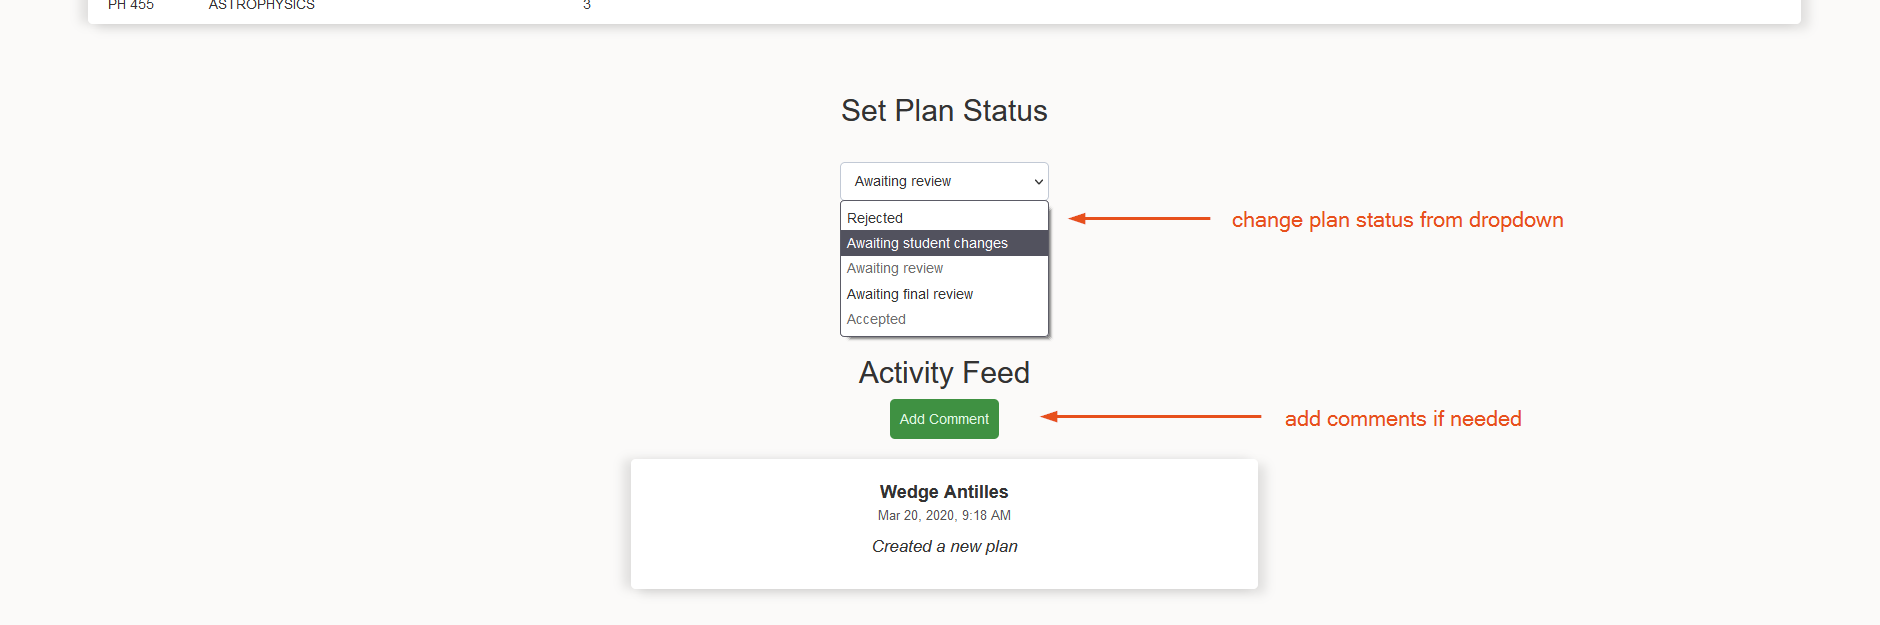 PH 455 ASTROPHYSICS 3
Set Plan Status
Awaiting review
Rejected
change plan status from dropdown
Awaiting student changes
Awaiting review
Awaiting final review
Accepted
Activity Feed
Add Comment
add comments if needed
Wedge Antilles
Mar 20, 2020, 9:18 AM
Created a new plan